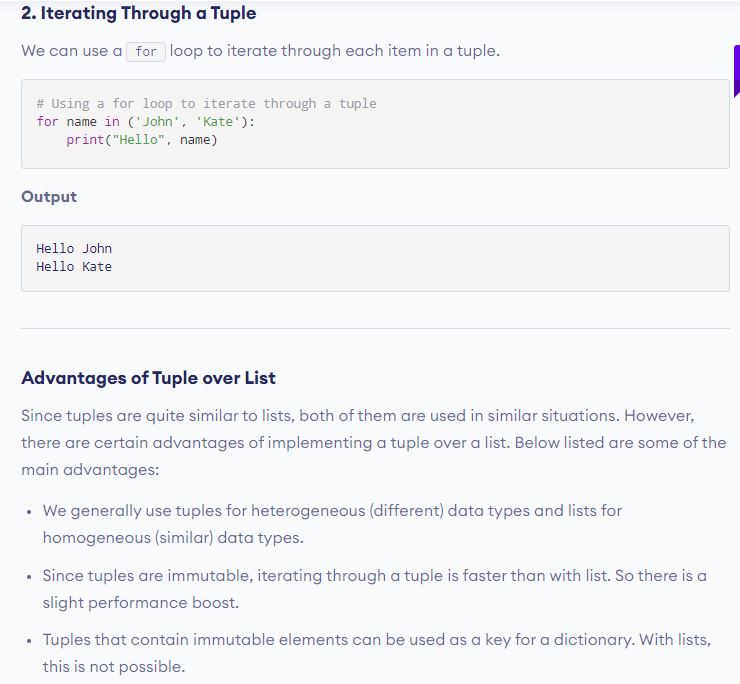 2. Iterating Through a Tuple
We can use a for loop to iterate through each item in a tuple.
# Using a for loop to iterate through a tuple
for name in ('John', 'Kate'):
    print("Hello", name)
Output
Hello John
Hello Kate
Advantages of Tuple over List
Since tuples are quite similar to lists, both of them are used in similar situations. However,
there are certain advantages of implementing a tuple over a list. Below listed are some of the
main advantages:
• We generally use tuples for heterogeneous (different) data types and lists for
homogeneous (similar) data types.
• Since tuples are immutable, iterating through a tuple is faster than with list. So there is a
slight performance boost.
• Tuples that contain immutable elements can be used as a key for a dictionary. With lists,
this is not possible.